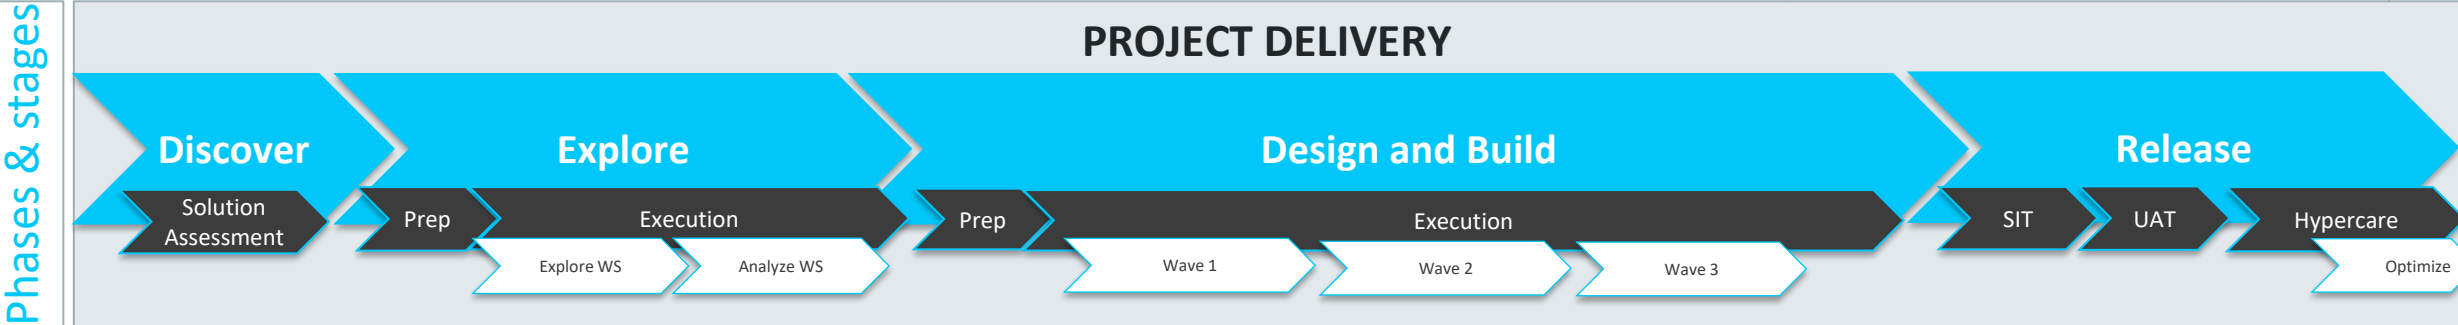 Phases & stages
PROJECT DELIVERY
Discover
Explore
Design and Build
Release
Solution
Assessment
Prep
Execution
Prep
Execution
SIT
UAT
Hypercare
Explore WS
Analyze WS
Wave 1
Wave 2
Wave 3
Optimize